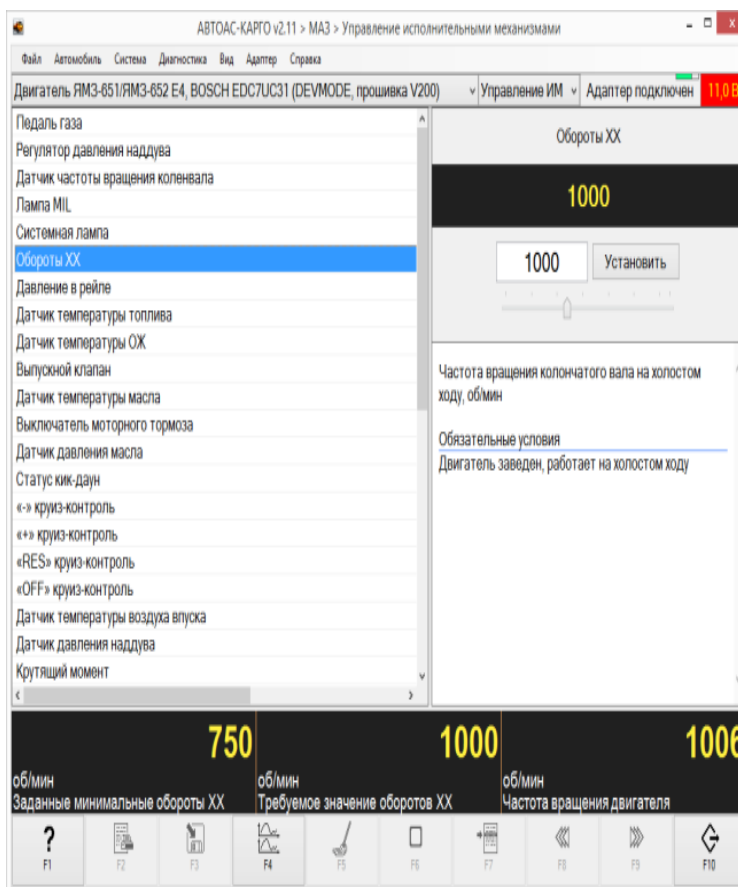 АВТОАС-КАРГО v2.11 > МАЗ > Управление исполнительными механизмами
Файл Автомобиль Система Диагностика Вид Адаптер Справка
Двигатель ЯМЗ-651/ЯМЗ-652 Е4, BOSCH EDC7UC31 (DEVMODE, прошивка V200) Управление ИМ Адаптер подключен 11,0 В
Педаль газа
Регулятор давления наддува
Датчик частоты вращения коленвала
Лампа MIL
Системная лампа
Обороты ХХ
Давление в рейле
Датчик температуры топлива
Датчик температуры ОЖ
Выпускной клапан
Датчик температуры масла
Выключатель моторного тормоза
Датчик давления масла
Статус кик-даун
«-» круиз-контроль
«+» круиз-контроль
«RES» круиз-контроль
«OFF» круиз-контроль
Датчик температуры воздуха впуска
Датчик давления наддува
Крутящий момент
Обороты ХХ
1000
1000 Установить
Частота вращения колончатого вала на холостом
ходу, об/мин
Обязательные условия
Двигатель заведен, работает на холостом ходу
750 1000 1006
об/мин об/мин об/мин
Заданные минимальные обороты ХХ Требуемое значение оборотов ХХ Частота вращения двигателя
? F1 F2 F3 F4 F5 F6 F7 F8 F9 F10